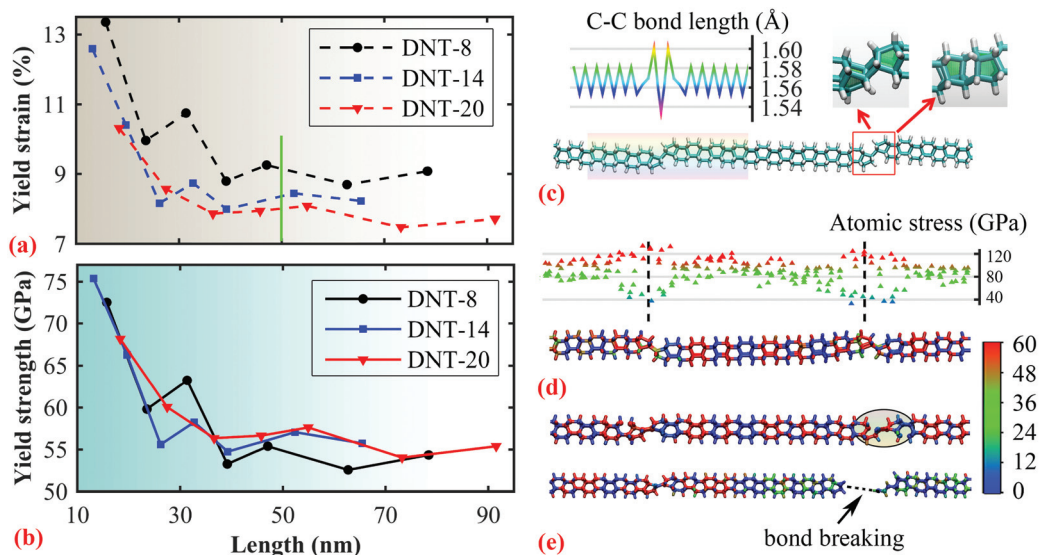 13
11
9
7
Yield strain (%)
DNT-8
DNT-14
DNT-20
(a)
75
70
65
60
55
50
Yield strength (GPa)
DNT-8
DNT-14
DNT-20
10 30 50 70 90
(b)
Length (nm)
C-C bond length (Å)
1.60
1.58
1.56
1.54
(c)
Atomic stress (GPa)
120
80
40
(d)
60
48
36
24
12
0
bond breaking
(e)